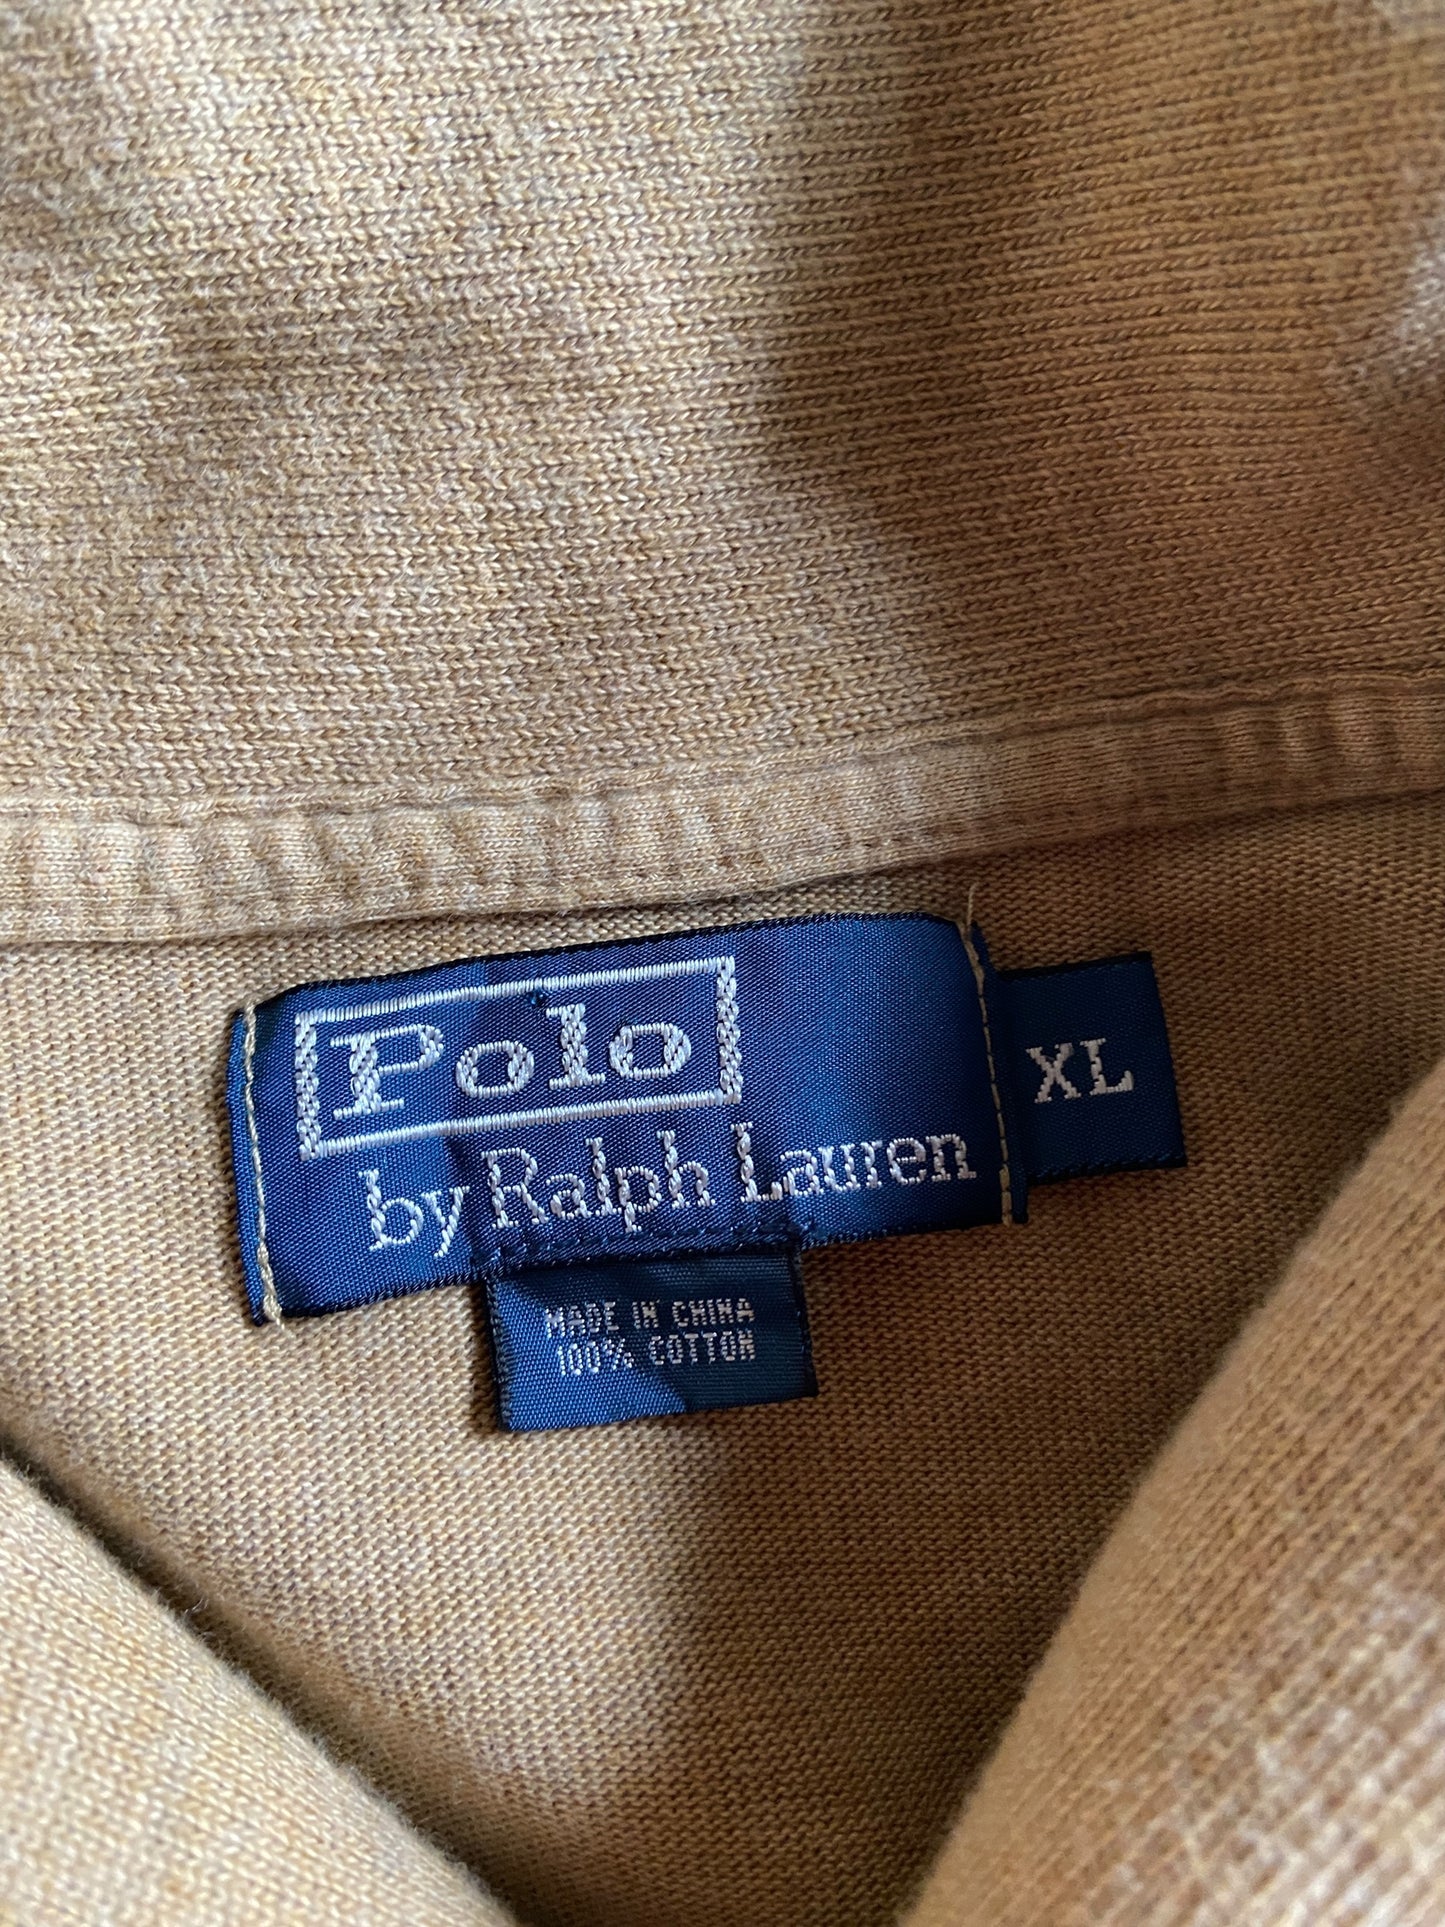 Polo
by Ralph Lauren
XL
MADE IN CHINA
100% COTTON